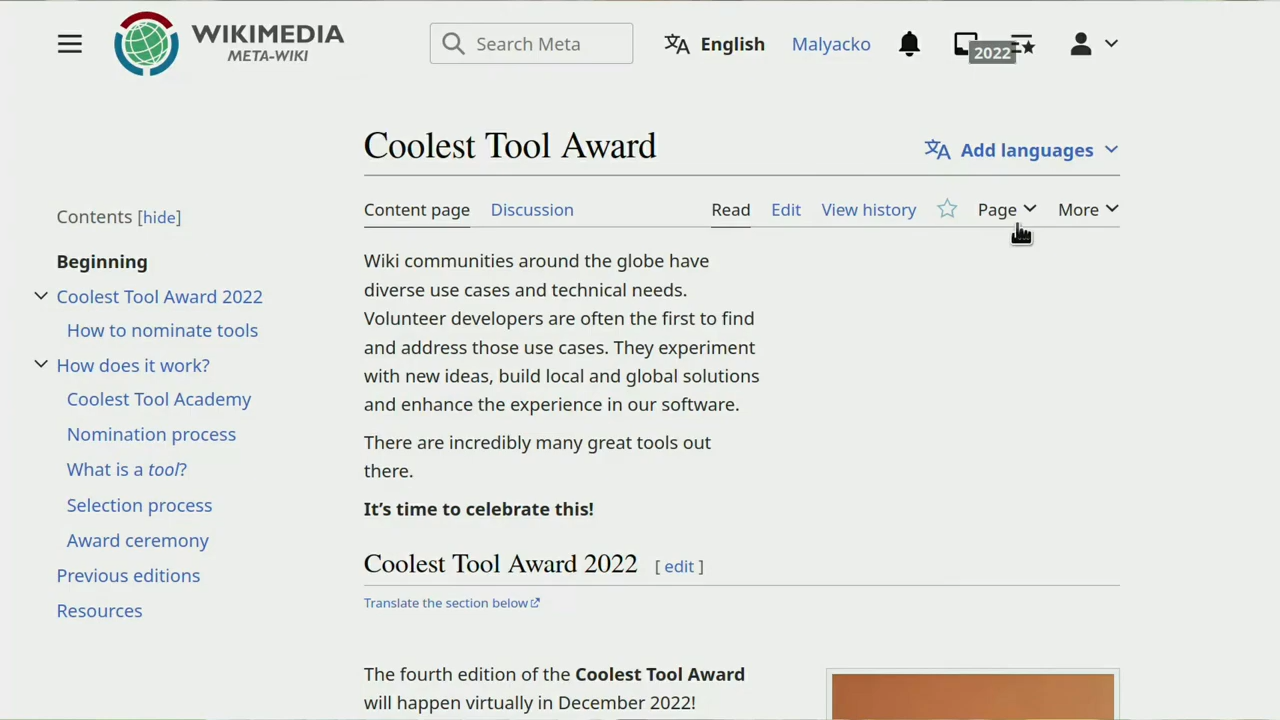 WIKIMEDIA
META-WIKI
Search Meta
English
Malyacko
2022
Coolest Tool Award
Add languages
Content page
Discussion
Read
Edit
View history
Page
More
Contents [hide]
Beginning
Coolest Tool Award 2022
How to nominate tools
How does it work?
Coolest Tool Academy
Nomination process
What is a tool?
Selection process
Award ceremony
Previous editions
Resources
Wiki communities around the globe have
diverse use cases and technical needs.
Volunteer developers are often the first to find
and address those use cases. They experiment
with new ideas, build local and global solutions
and enhance the experience in our software.
There are incredibly many great tools out
there.
It’s time to celebrate this!
Coolest Tool Award 2022 [ edit ]
Translate the section below
The fourth edition of the Coolest Tool Award
will happen virtually in December 2022!